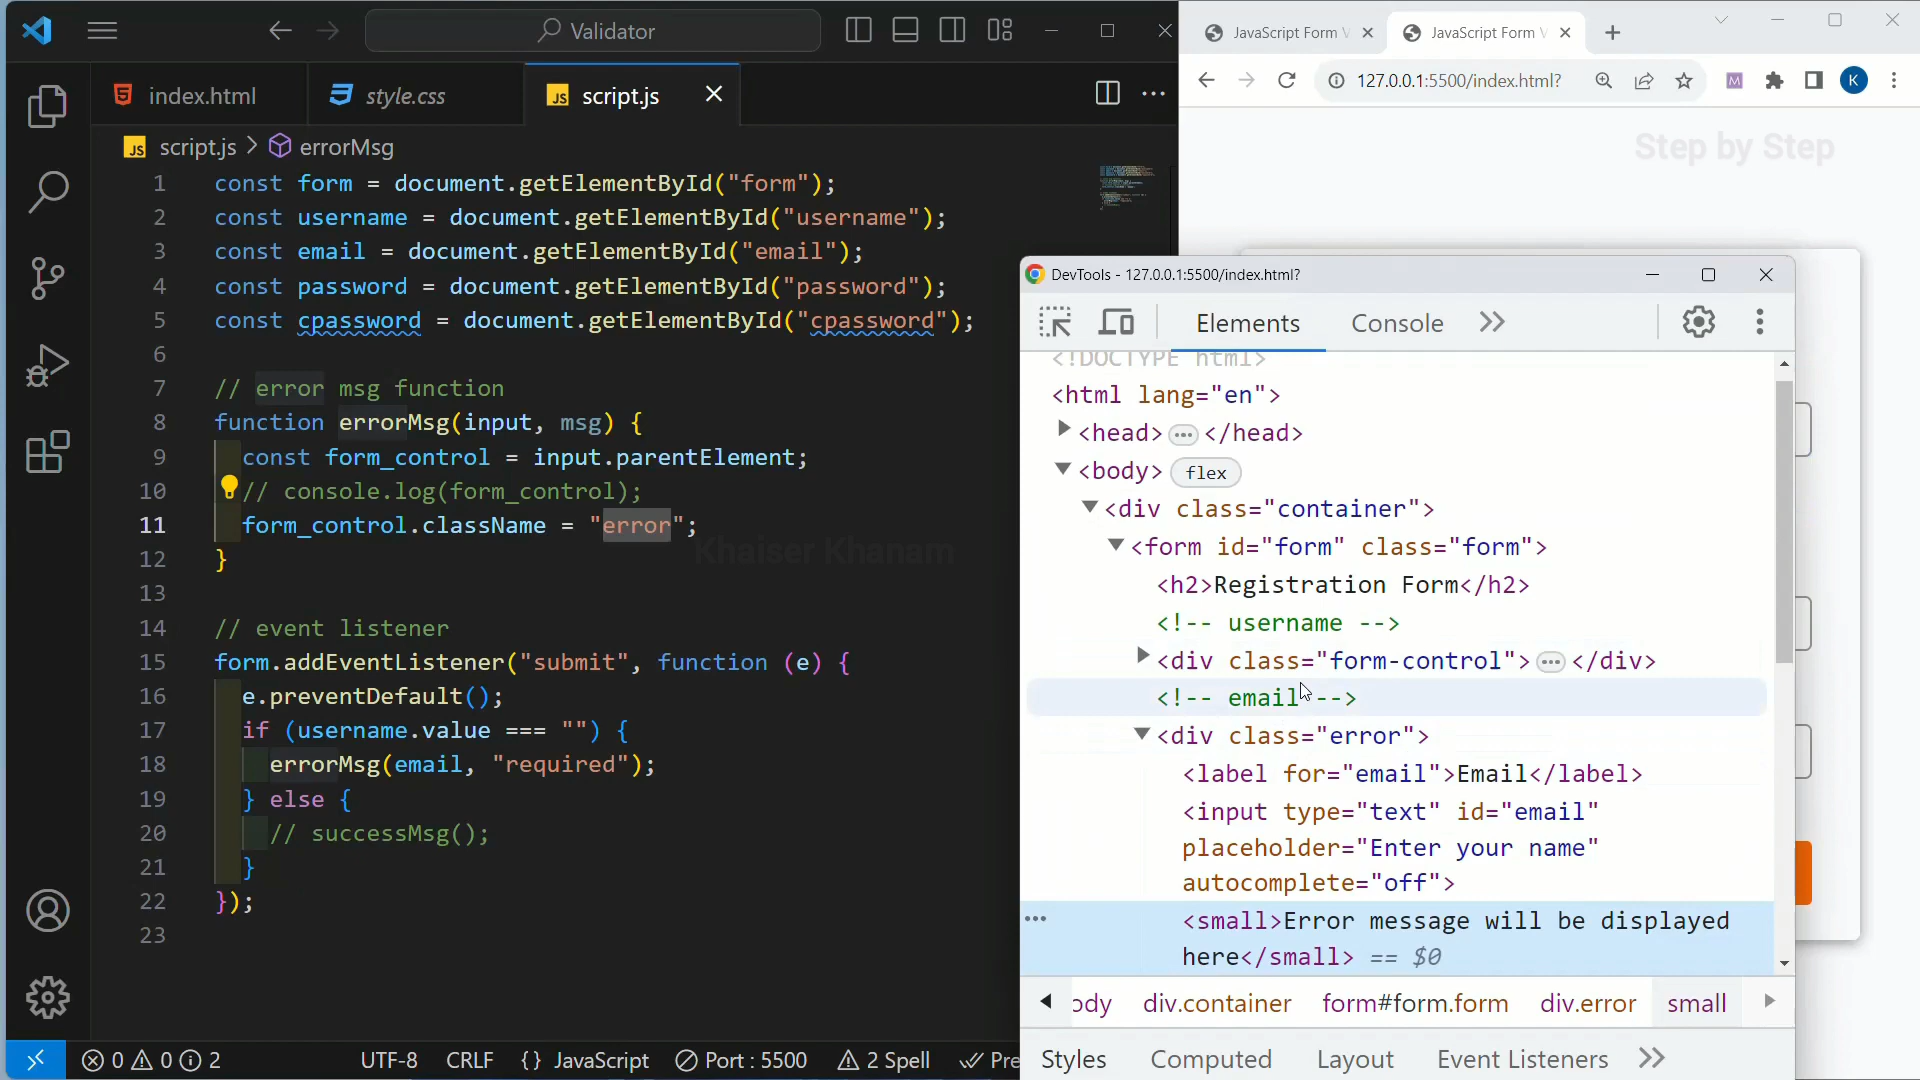 Validator
index.html
style.css
script.js
script.js > errorMsg
1 const form = document.getElementById("form");
2 const username = document.getElementById("username");
3 const email = document.getElementById("email");
4 const password = document.getElementById("password");
5 const cpassword = document.getElementById("cpassword");
6
7 // error msg function
8 function errorMsg(input, msg) {
9 const form_control = input.parentElement;
10 // console.log(form_control);
11 form_control.className = "error";
12 }
13
14 // event listener
15 form.addEventListener("submit", function (e) {
16 e.preventDefault();
17 if (username.value === "") {
18 errorMsg(email, "required");
19 } else {
20 // successMsg();
21 }
22 });
23
Khaiser Khanam
0 0 2
UTF-8
CRLF
{ } JavaScript
Port : 5500
2 Spell
Pre
JavaScript Form V
JavaScript Form V
127.0.0.1:5500/index.html?
M
K
Step by Step
DevTools - 127.0.0.1:5500/index.html?
Elements
Console
<!DOCTYPE html>
<html lang="en">
<head> ... </head>
<body> flex
<div class="container">
<form id="form" class="form">
<h2>Registration Form</h2>
<!-- username -->
<div class="form-control"> ... </div>
<!-- email -->
<div class="error">
<label for="email">Email</label>
<input type="text" id="email"
placeholder="Enter your name"
autocomplete="off">
<small>Error message will be displayed
here</small> == $0
ody div.container form#form.form div.error small
Styles Computed Layout Event Listeners